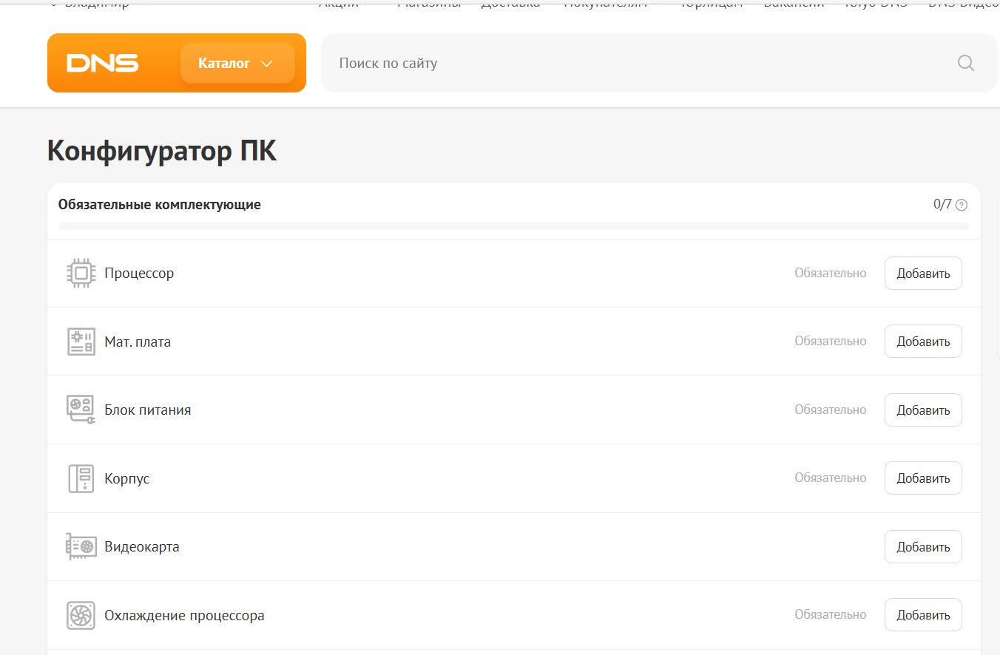 Владимир Акции Магазины Доставка Покупателям Юрлицам Вакансии Клуб DNS DNS Видео
DNS Каталог Поиск по сайту
Конфигуратор ПК
Обязательные комплектующие 0/7 ?
Процессор Обязательно Добавить
Мат. плата Обязательно Добавить
Блок питания Обязательно Добавить
Корпус Обязательно Добавить
Видеокарта Добавить
Охлаждение процессора Обязательно Добавить